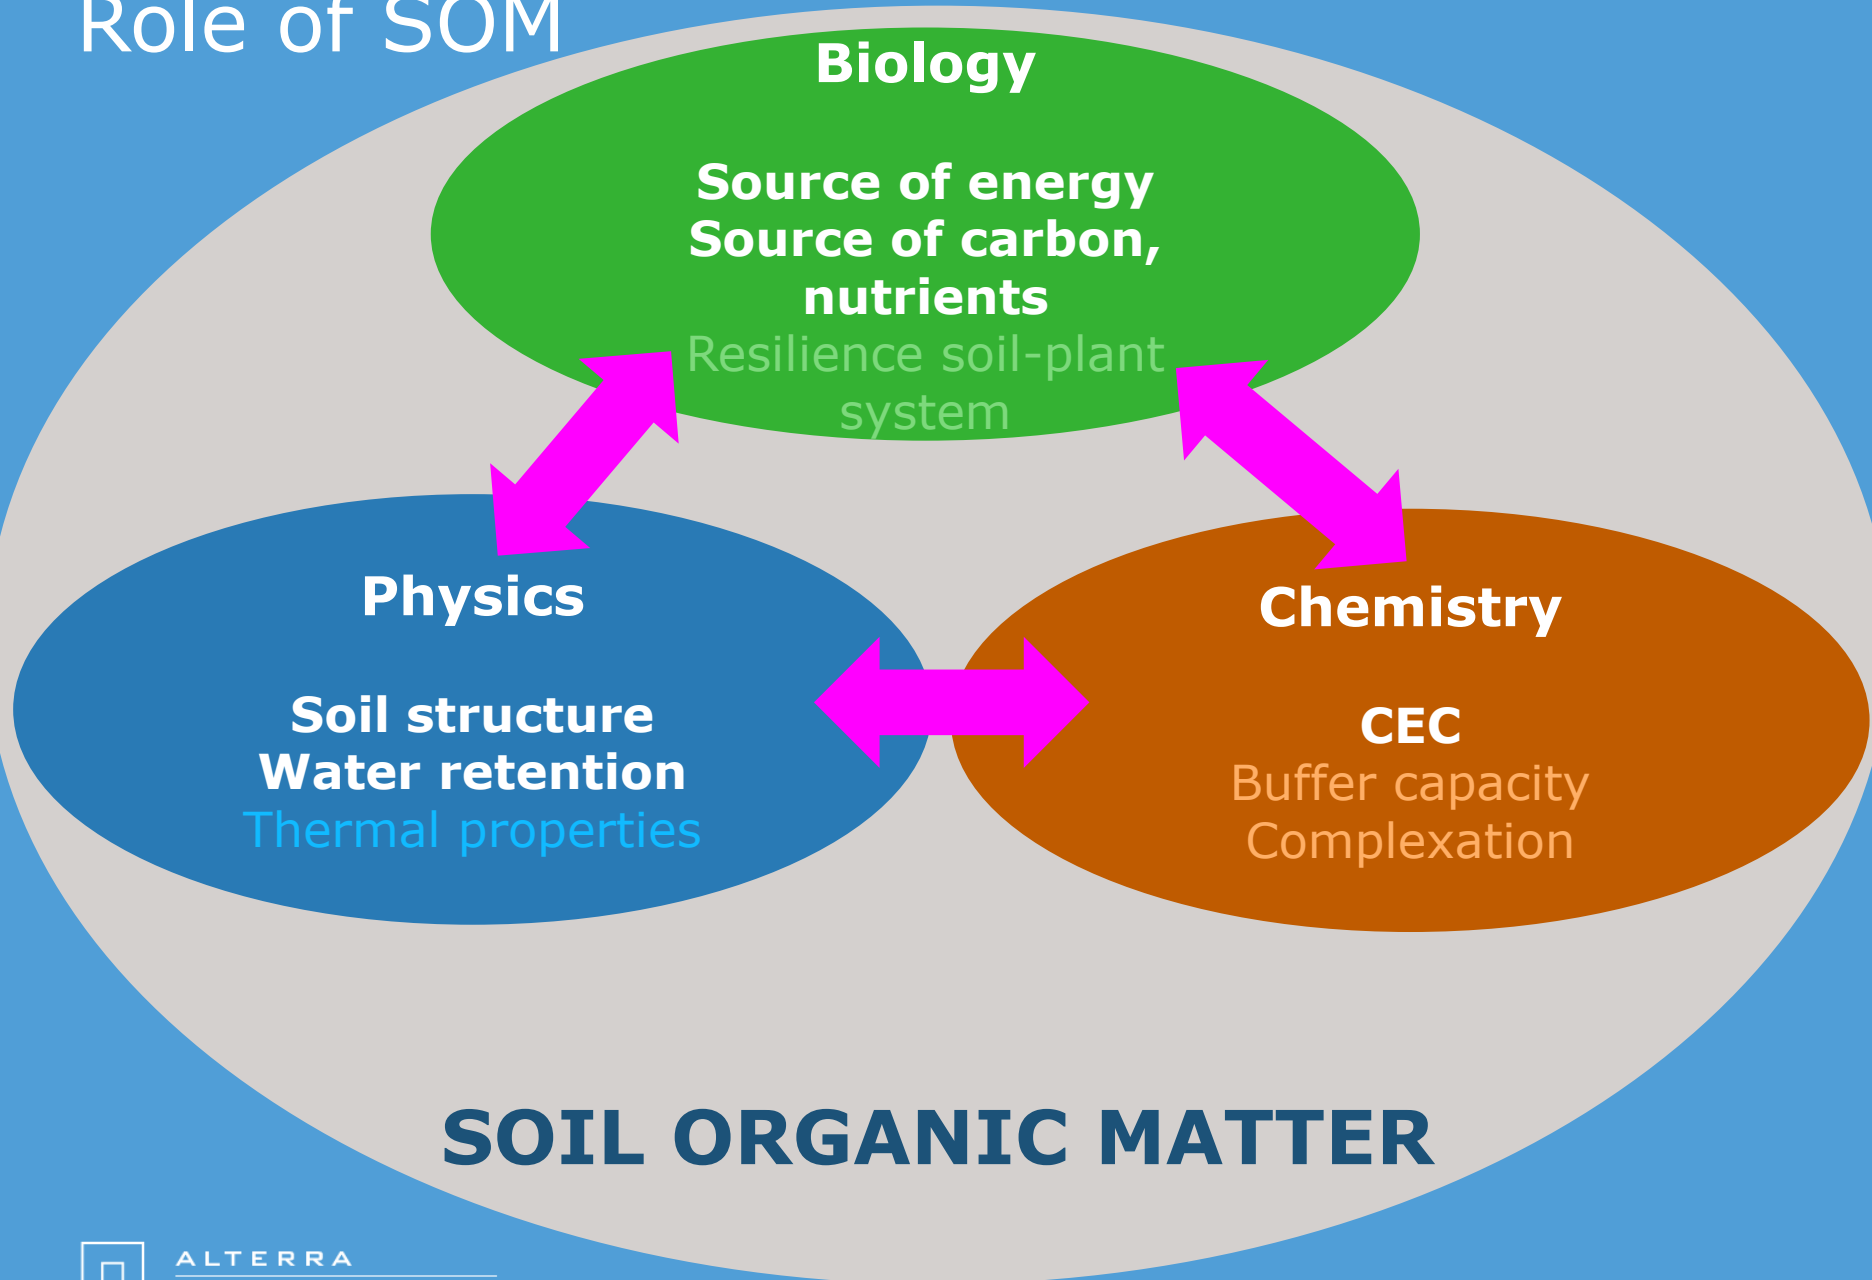 Role of SOM
Biology
Source of energy
Source of carbon,
nutrients
Resilience soil-plant
system
Physics
Soil structure
Water retention
Thermal properties
Chemistry
CEC
Buffer capacity
Complexation
SOIL ORGANIC MATTER
ALTERRA